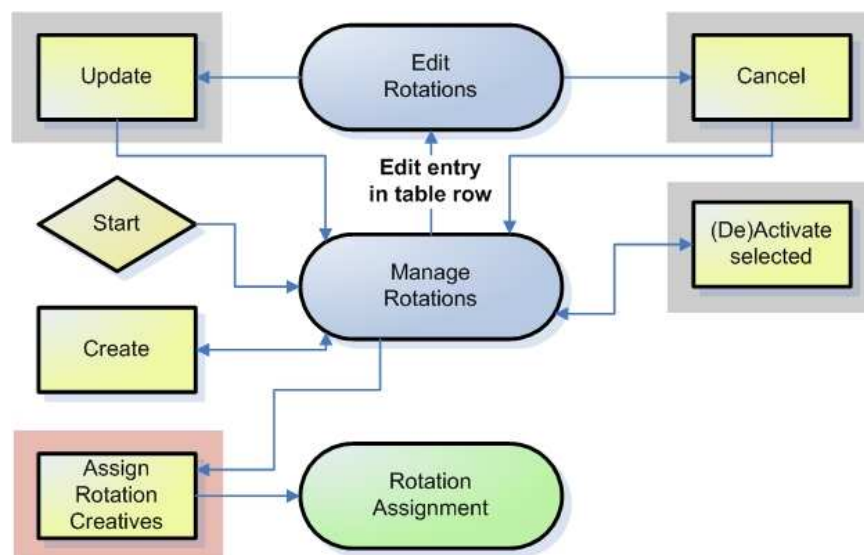 Update
Edit
Rotations
Cancel
Edit entry
in table row
Start
(De)Activate
selected
Manage
Rotations
Create
Assign
Rotation
Creatives
Rotation
Assignment